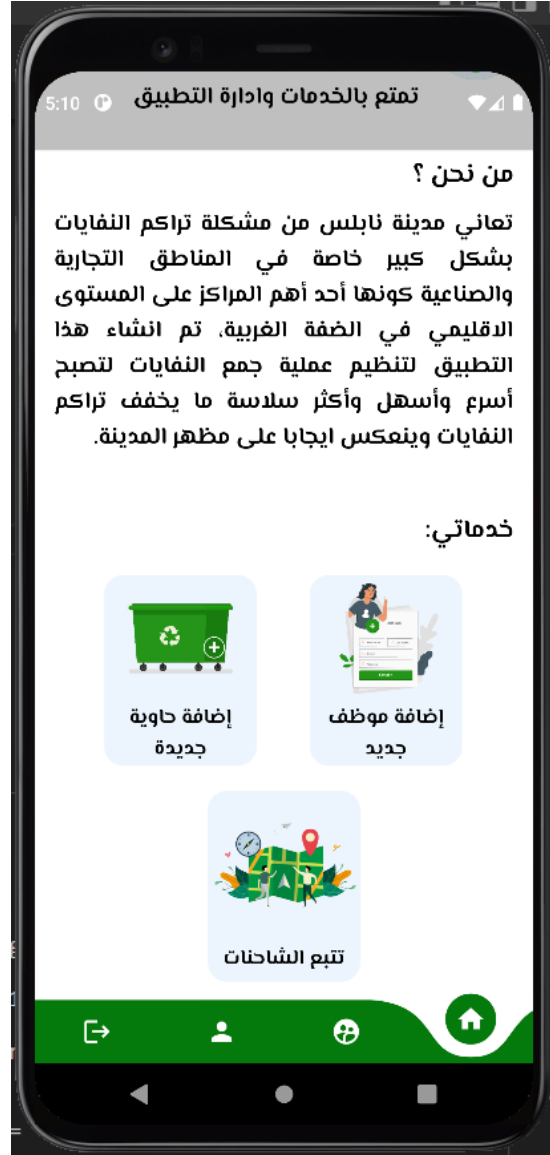 5:10
تمتع بالخدمات وادارة التطبيق
من نحن ؟
تعاني مدينة نابلس من مشكلة تراكم النفايات
بشكل كبير خاصة في المناطق التجارية
والصناعية كونها أحد أهم المراكز على المستوى
الاقليمي في الضفة الغربية، تم انشاء هذا
التطبيق لتنظيم عملية جمع النفايات لتصبح
أسرع وأسهل وأكثر سلاسة ما يخفف تراكم
النفايات وينعكس ايجابا على مظهر المدينة.
خدماتي:
إضافة موظف
جديد
إضافة حاوية
جديدة
تتبع الشاحنات